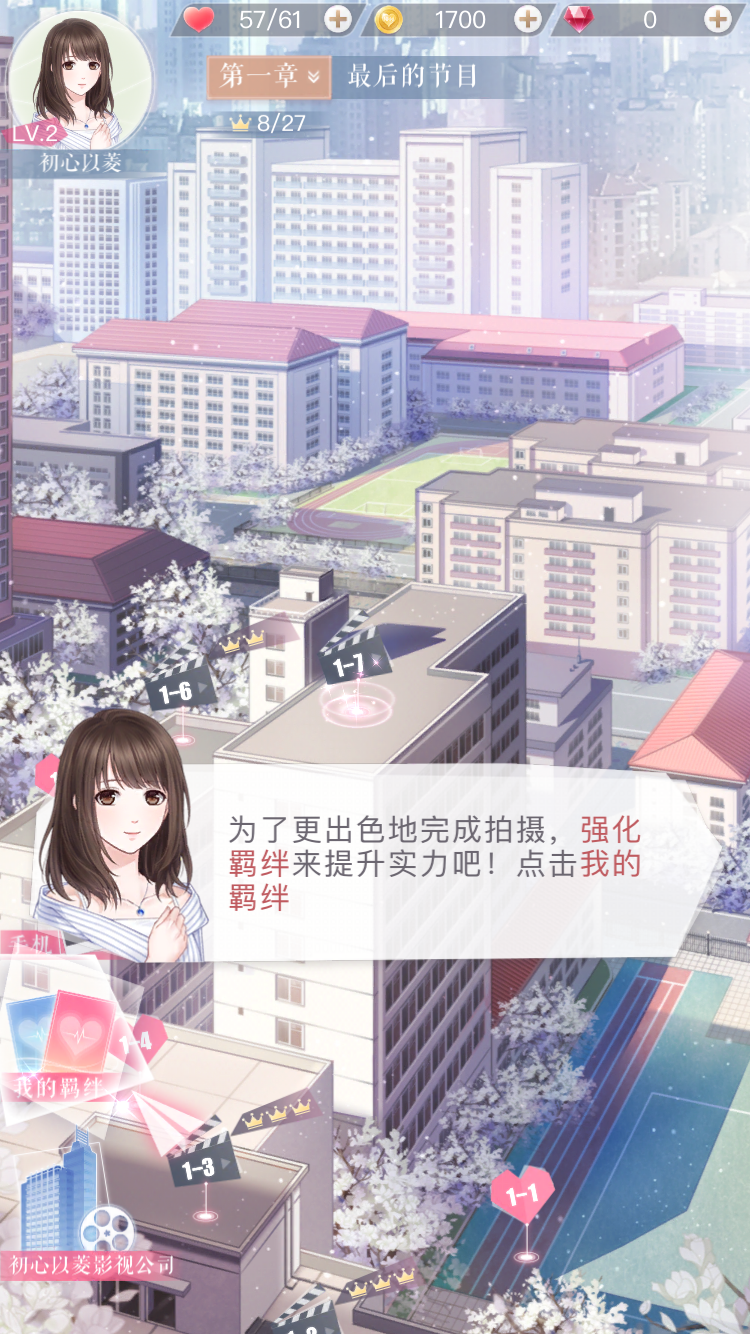 57/61
1700
0
第一章
最后的节目
8/27
LV.2
初心以菱
1-7
1-6
为了更出色地完成拍摄，强化
羁绊来提升实力吧！点击我的
羁绊
手机
1-4
我的羁绊
1-3
1-1
初心以菱影视公司